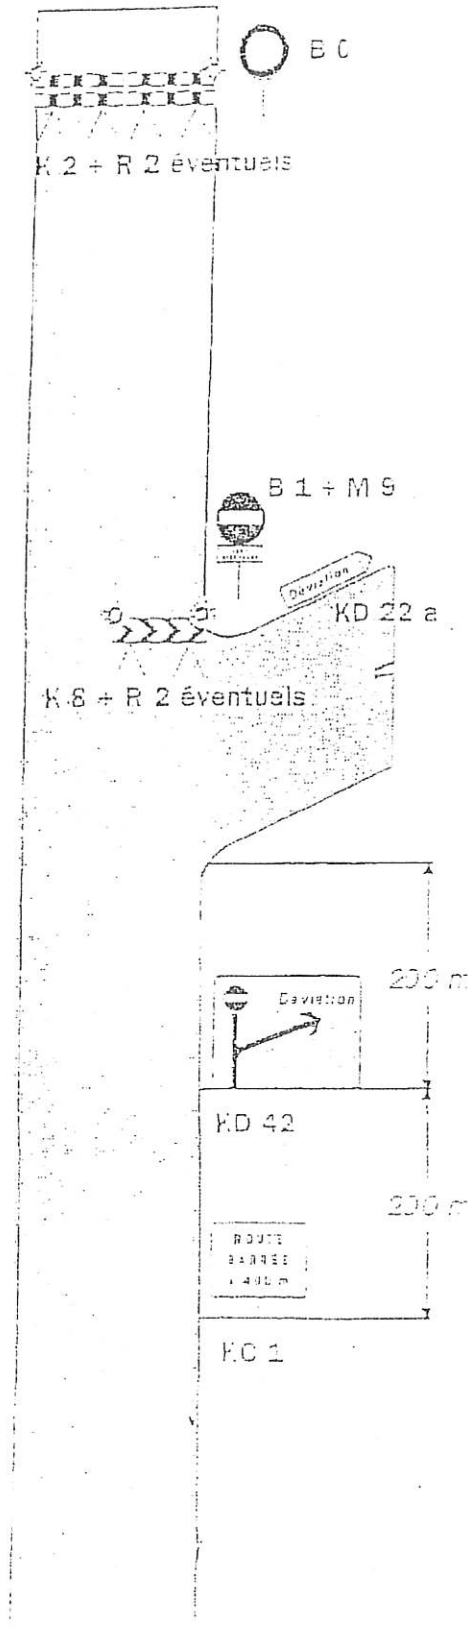 B 0
K 2 + R 2 éventuels
B 1 + M 9
Déviation
KD 22 a
K 8 + R 2 éventuels
200 m
Déviation
KD 42
200 m
ROUTE
BARRÉE
à 400 m
KC 1